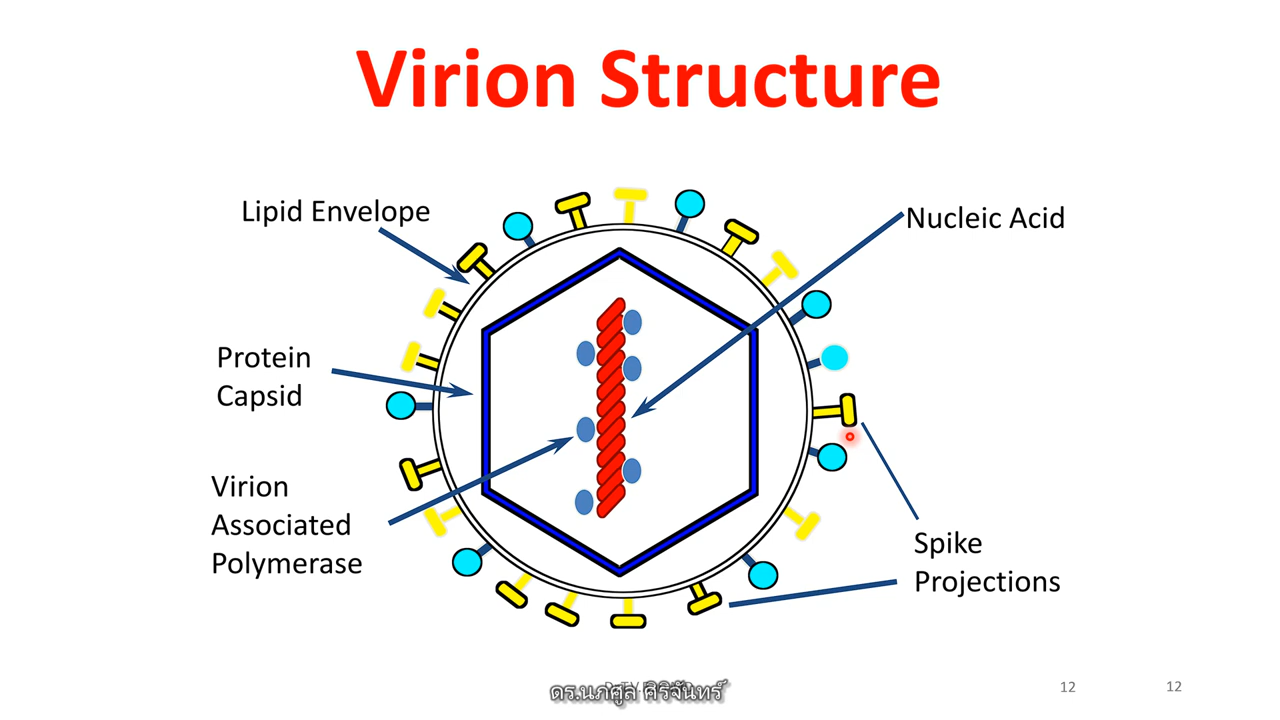 Virion Structure
Lipid Envelope
Nucleic Acid
Protein
Capsid
Virion
Associated
Polymerase
Spike
Projections
ดร.นภศูล ศิริจันทร์
12
12